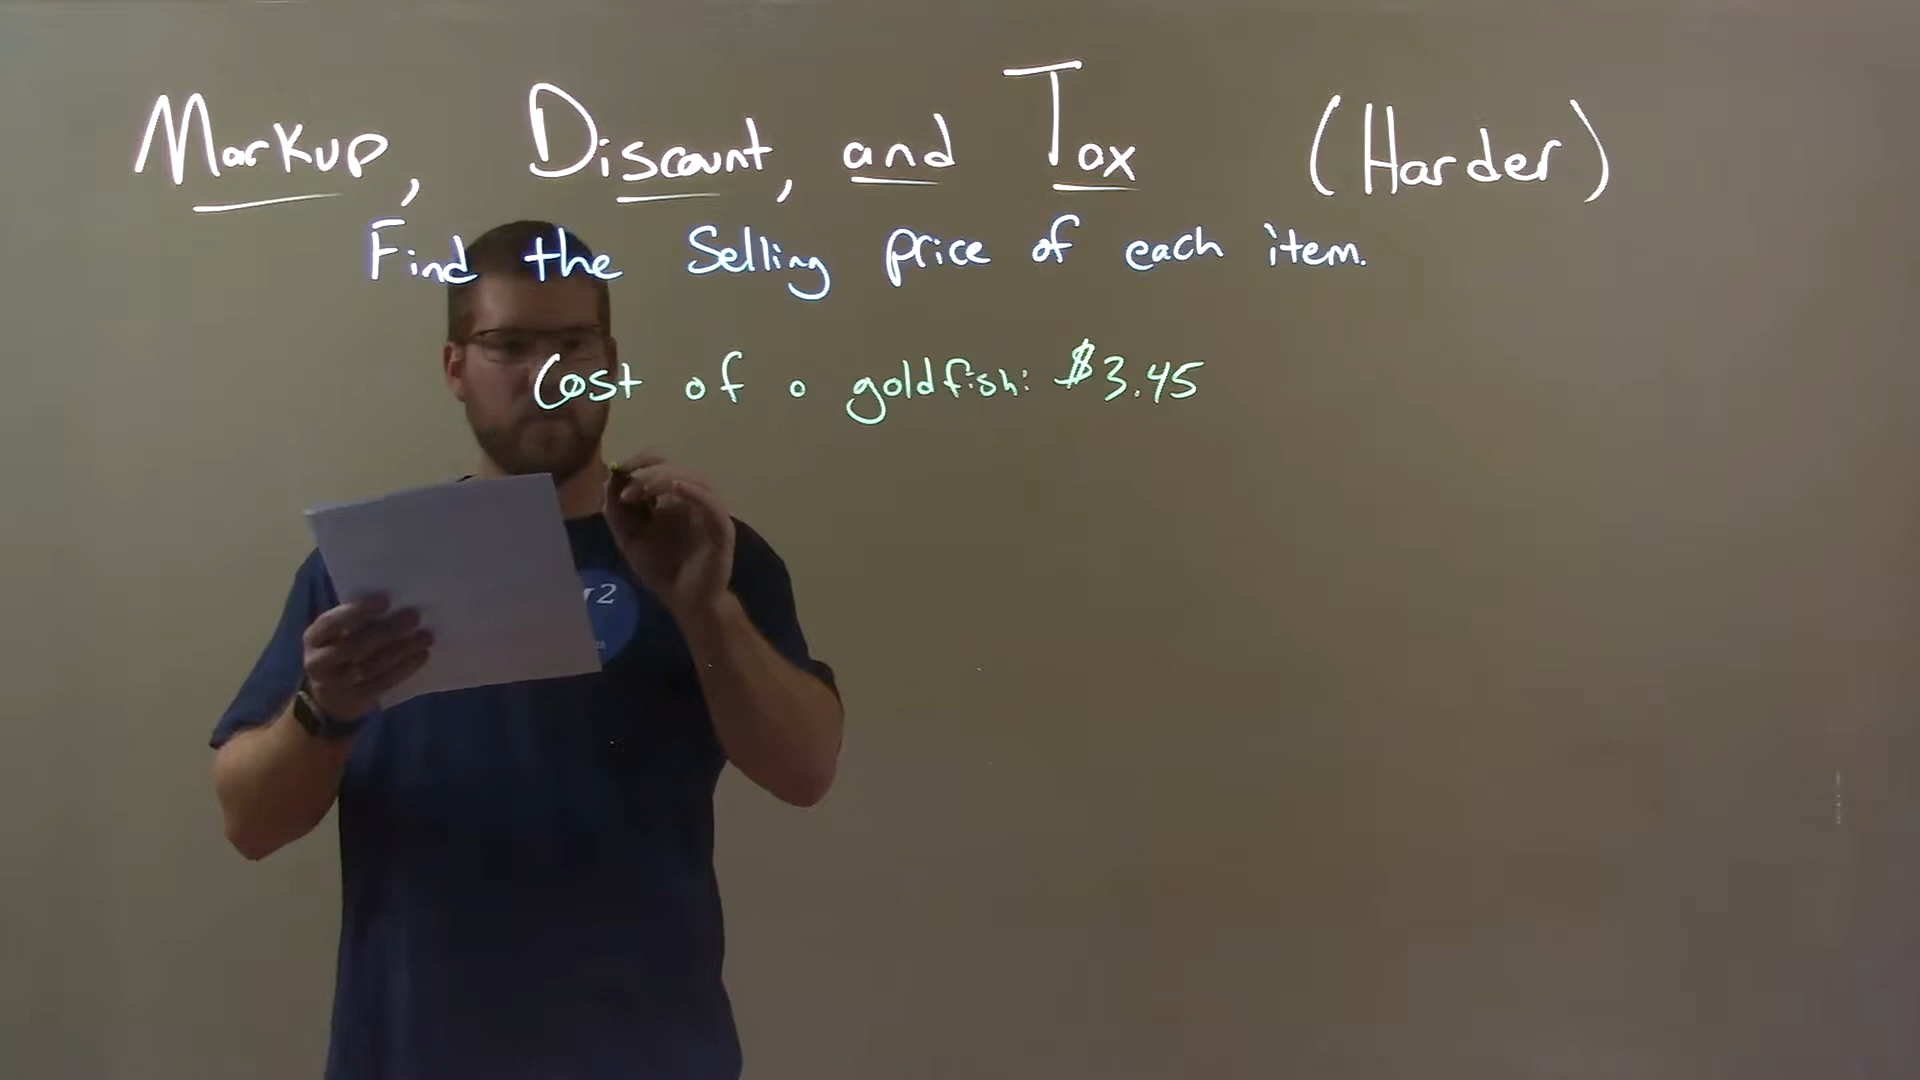 Markup, Discount, and Tax (Harder)
Find the Selling price of each item.
Cost of a goldfish: $3.45